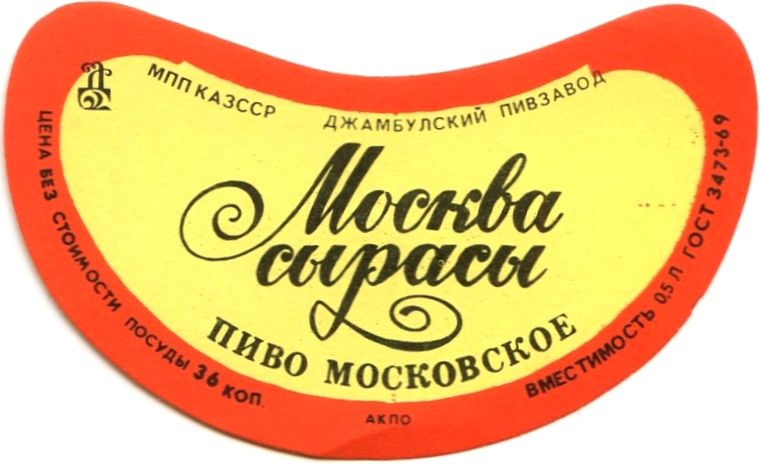 МПП КАЗССР
ДЖАМБУЛСКИЙ ПИВЗАВОД
Москва
сырасы
ПИВО МОСКОВСКОЕ
ЦЕНА БЕЗ СТОИМОСТИ ПОСУДЫ 36 КОП.
АКПО
ВМЕСТИМОСТЬ 0,5 Л ГОСТ 3473-69